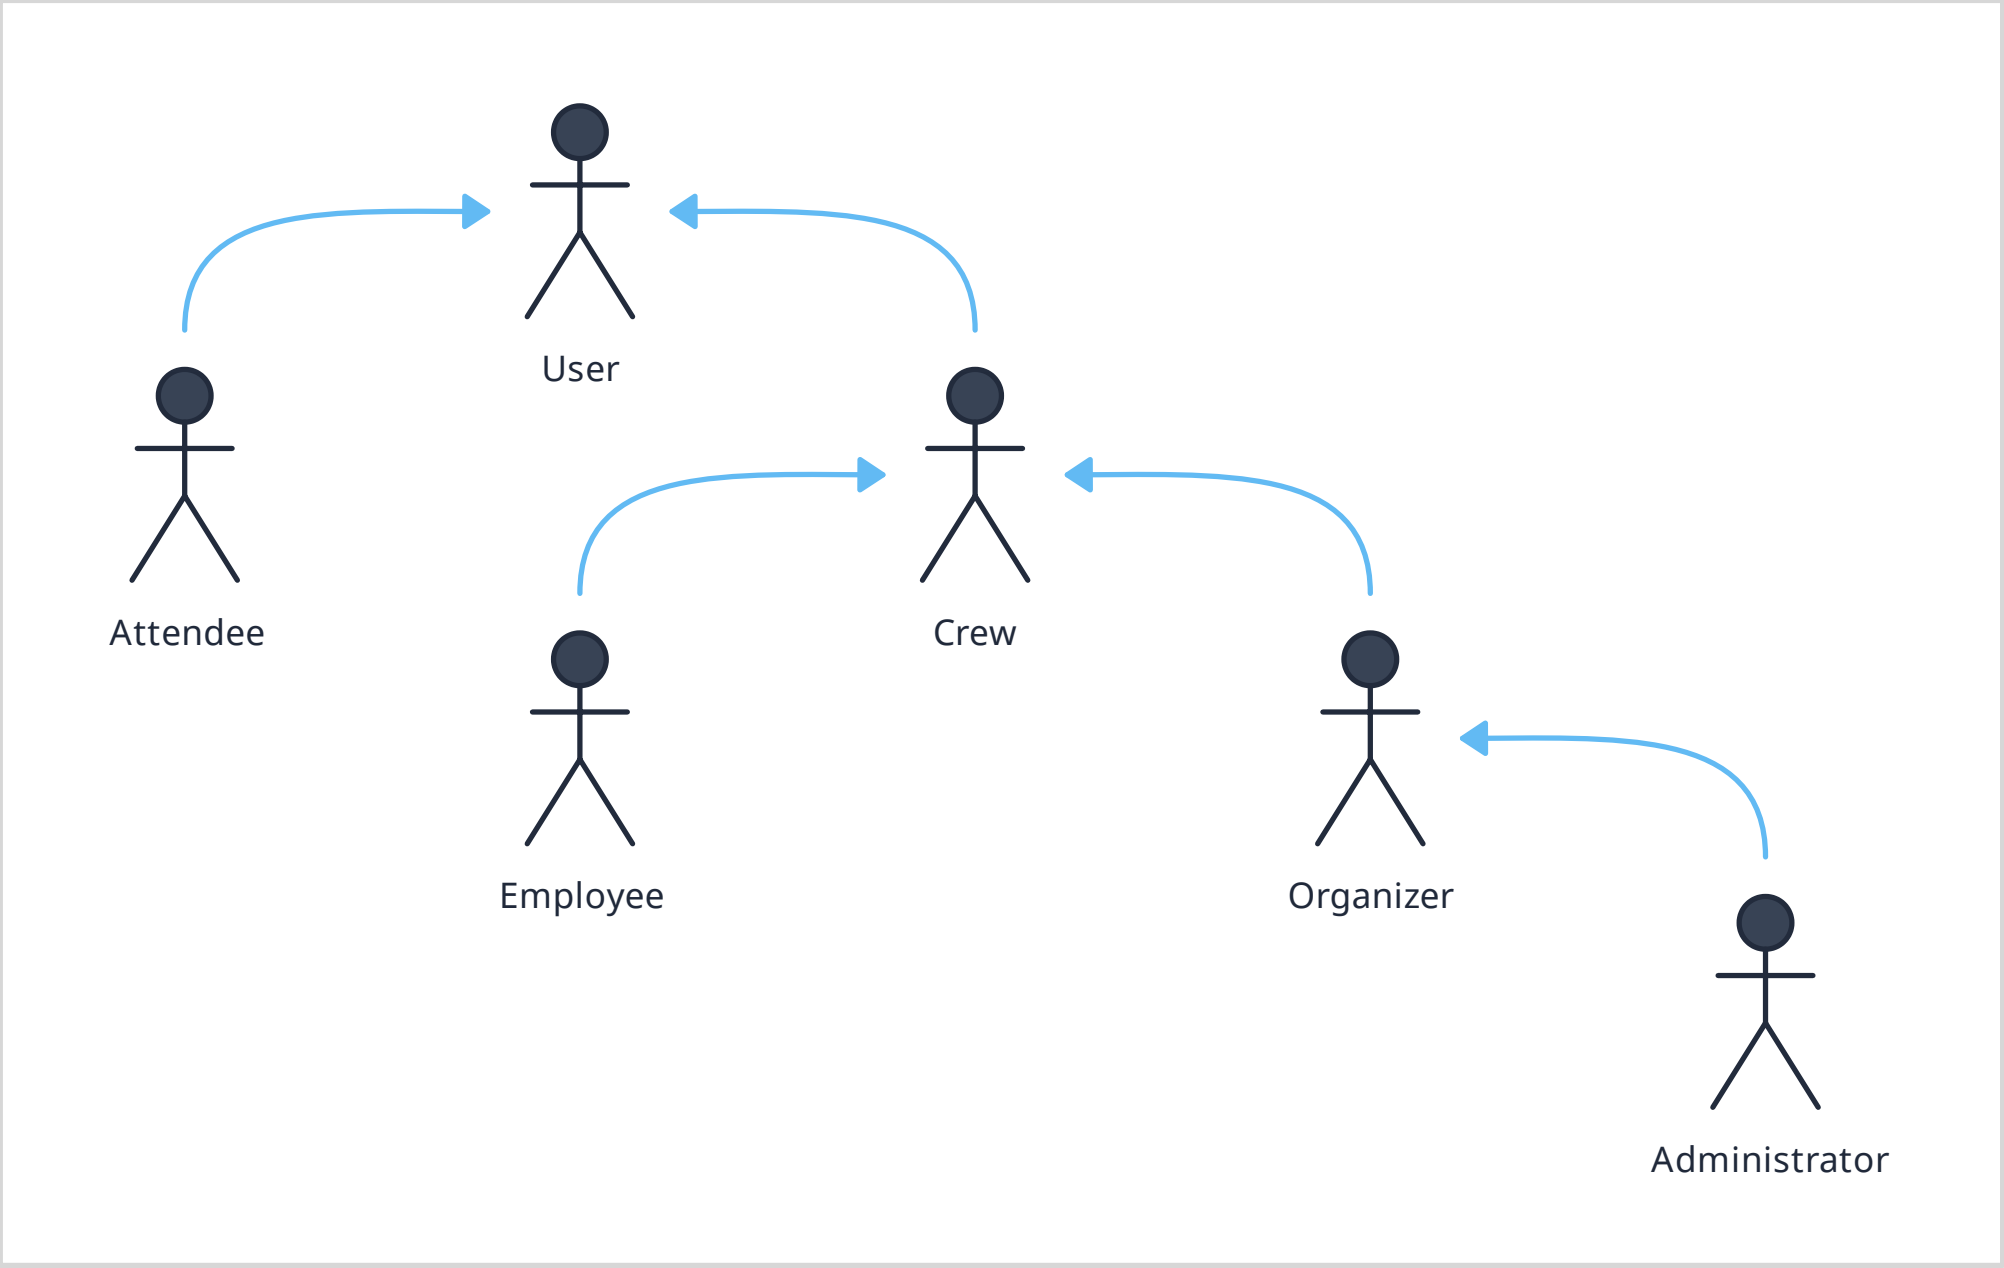 User
Attendee
Crew
Employee
Organizer
Administrator